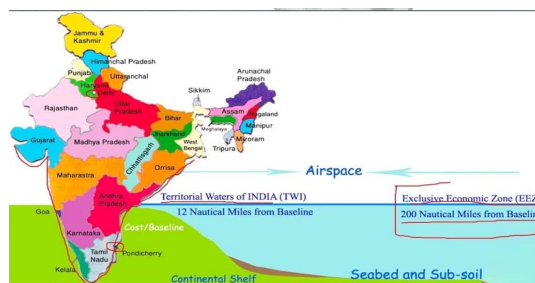 Jammu &
Kashmir
Himanchal Pradesh
Punjab
Uttaranchal
Haryana
Delhi
Arunachal
Pradesh
Sikkim
Rajasthan
Uttar
Pradesh
Assam
Nagaland
Bihar
Meghalaya
Manipur
Gujarat
Madhya Pradesh
Jharkhand
West
Bengal
Tripura
Mizoram
Chhatisgarh
Orrisa
Airspace
Maharastra
Andhra
Pradesh
Territorial Waters of INDIA (TWI)
Exclusive Economic Zone (EEZ
Goa
12 Nautical Miles from Baseline
200 Nautical Miles from Baselin
Cost/Baseline
Karnataka
Tamil
Nadu
Pondicherry
Kelala
Continental Shelf
Seabed and Sub-soil